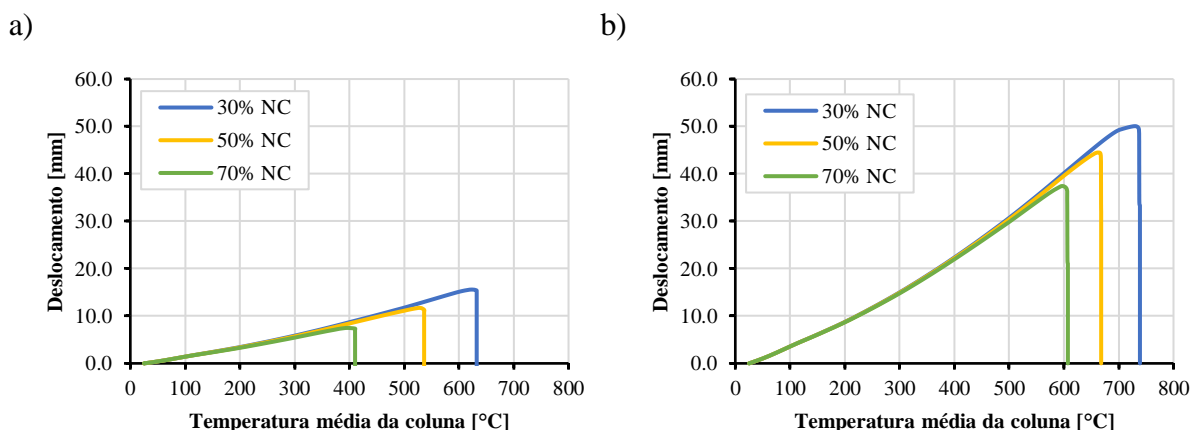 a)
60.0
50.0
40.0
30.0
20.0
10.0
0.0
Deslocamento [mm]
30% NC
50% NC
70% NC
0 100 200 300 400 500 600 700 800
Temperatura média da coluna [°C]
b)
60.0
50.0
40.0
30.0
20.0
10.0
0.0
Deslocamento [mm]
30% NC
50% NC
70% NC
0 100 200 300 400 500 600 700 800
Temperatura média da coluna [°C]